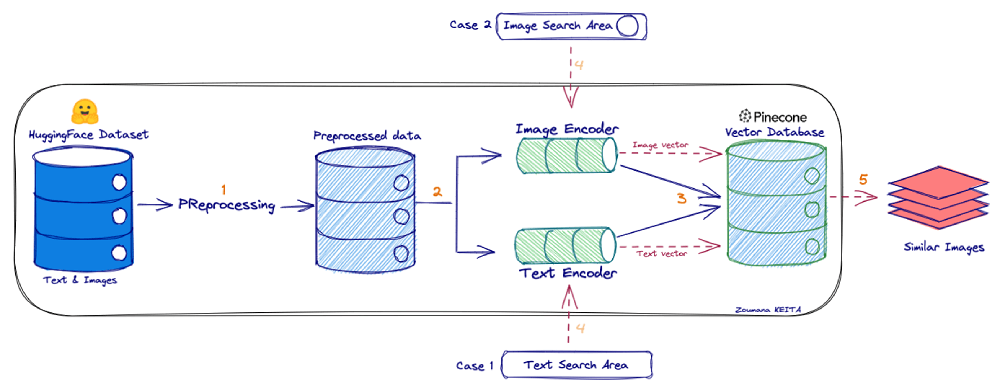 Case 2
Image Search Area
4
HuggingFace Dataset
Preprocessed data
Image Encoder
Pinecone
Vector Database
Image vector
1
PReprocessing
2
3
5
Text & Images
Text Encoder
Text vector
Similar Images
Zoumana KEITA
4
Case 1
Text Search Area